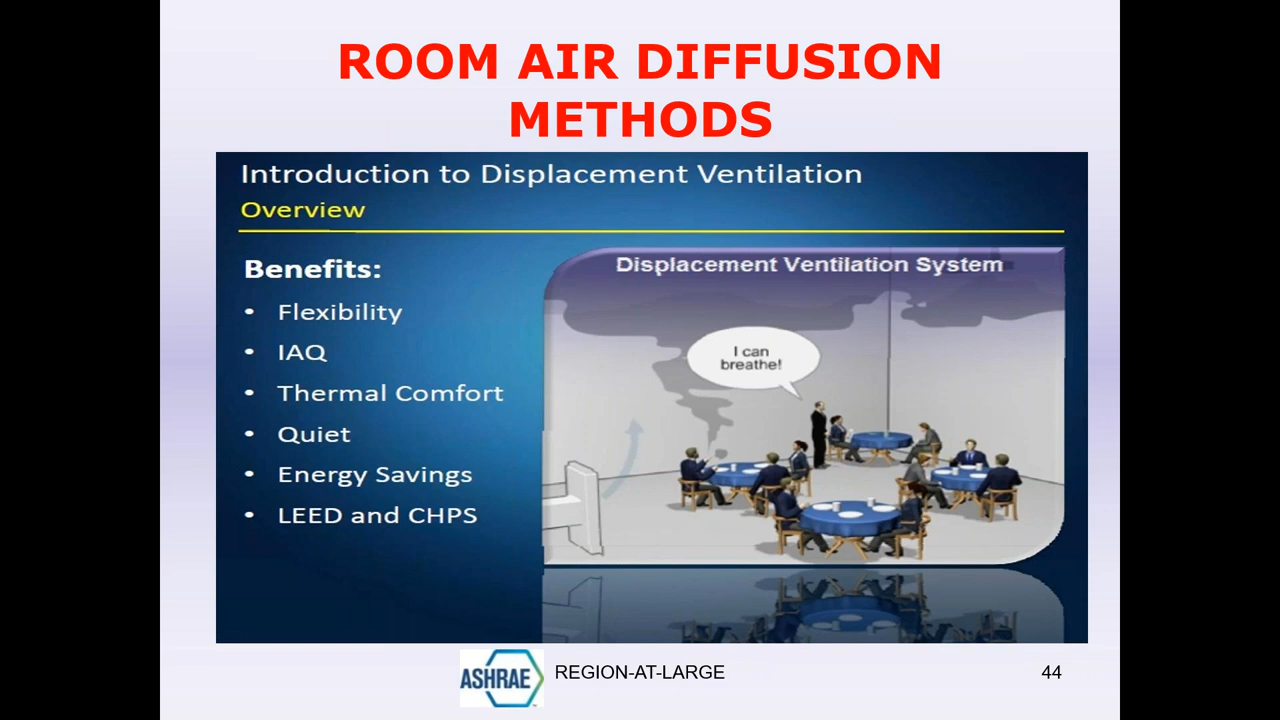 ROOM AIR DIFFUSION
METHODS
Introduction to Displacement Ventilation
Overview
Benefits:
• Flexibility
• IAQ
• Thermal Comfort
• Quiet
• Energy Savings
• LEED and CHPS
Displacement Ventilation System
I can
breathe!
ASHRAE
REGION-AT-LARGE
44